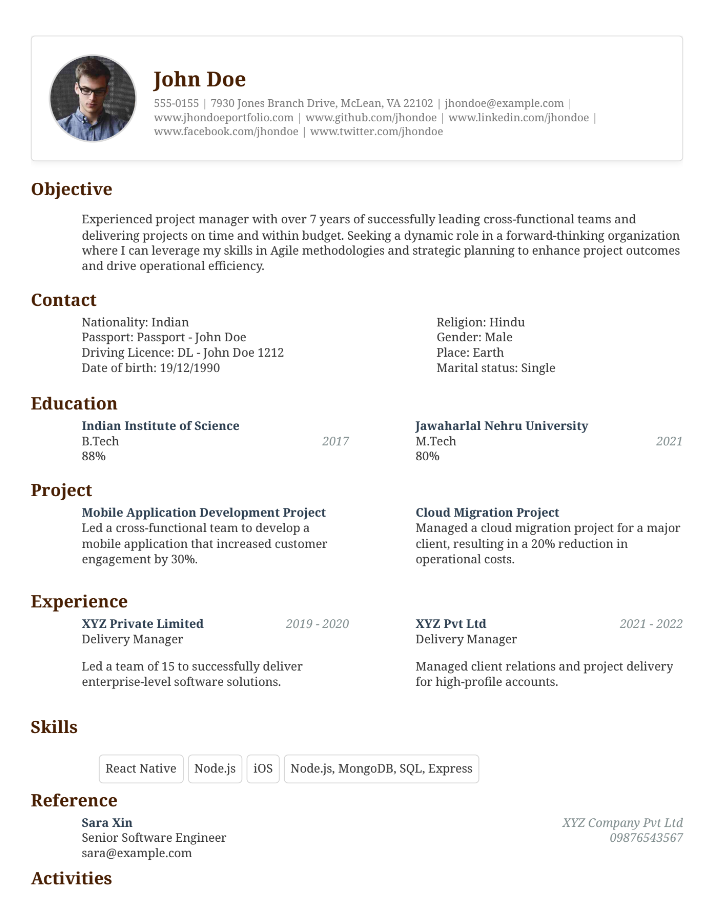 John Doe
555-0155 | 7930 Jones Branch Drive, McLean, VA 22102 | jhondoe@example.com |
www.jhondoeportfolio.com | www.github.com/jhondoe | www.linkedin.com/jhondoe |
www.facebook.com/jhondoe | www.twitter.com/jhondoe
Objective
Experienced project manager with over 7 years of successfully leading cross-functional teams and
delivering projects on time and within budget. Seeking a dynamic role in a forward-thinking organization
where I can leverage my skills in Agile methodologies and strategic planning to enhance project outcomes
and drive operational efficiency.
Contact
Nationality: Indian
Passport: Passport - John Doe
Driving Licence: DL - John Doe 1212
Date of birth: 19/12/1990
Religion: Hindu
Gender: Male
Place: Earth
Marital status: Single
Education
Indian Institute of Science
B.Tech 2017
88%
Jawaharlal Nehru University
M.Tech 2021
80%
Project
Mobile Application Development Project
Led a cross-functional team to develop a
mobile application that increased customer
engagement by 30%.
Cloud Migration Project
Managed a cloud migration project for a major
client, resulting in a 20% reduction in
operational costs.
Experience
XYZ Private Limited 2019 - 2020
Delivery Manager
Led a team of 15 to successfully deliver
enterprise-level software solutions.
XYZ Pvt Ltd 2021 - 2022
Delivery Manager
Managed client relations and project delivery
for high-profile accounts.
Skills
React Native Node.js iOS Node.js, MongoDB, SQL, Express
Reference
Sara Xin XYZ Company Pvt Ltd
Senior Software Engineer 09876543567
sara@example.com
Activities